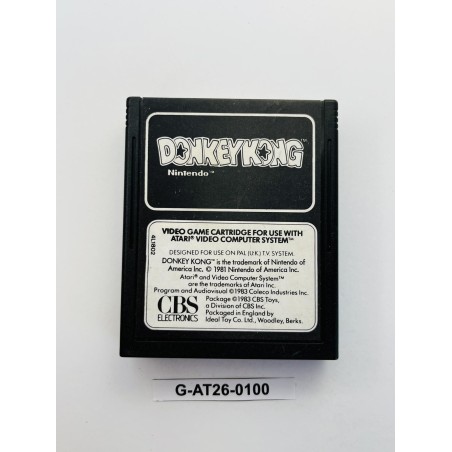 DONKEY KONG™
Nintendo™
4L1802
VIDEO GAME CARTRIDGE FOR USE WITH
ATARI® VIDEO COMPUTER SYSTEM™
DESIGNED FOR USE ON PAL (U.K.) T.V. SYSTEM.
DONKEY KONG™ is the trademark of Nintendo of
America Inc. © 1981 Nintendo of America Inc.
Atari® and Video Computer System™
are the trademarks of Atari Inc.
Program and Audiovisual ©1983 Coleco Industries Inc.
Package ©1983 CBS Toys,
a Division of CBS Inc.
Packaged in England by
Ideal Toy Co. Ltd., Woodley, Berks.
CBS
ELECTRONICS
G-AT26-0100